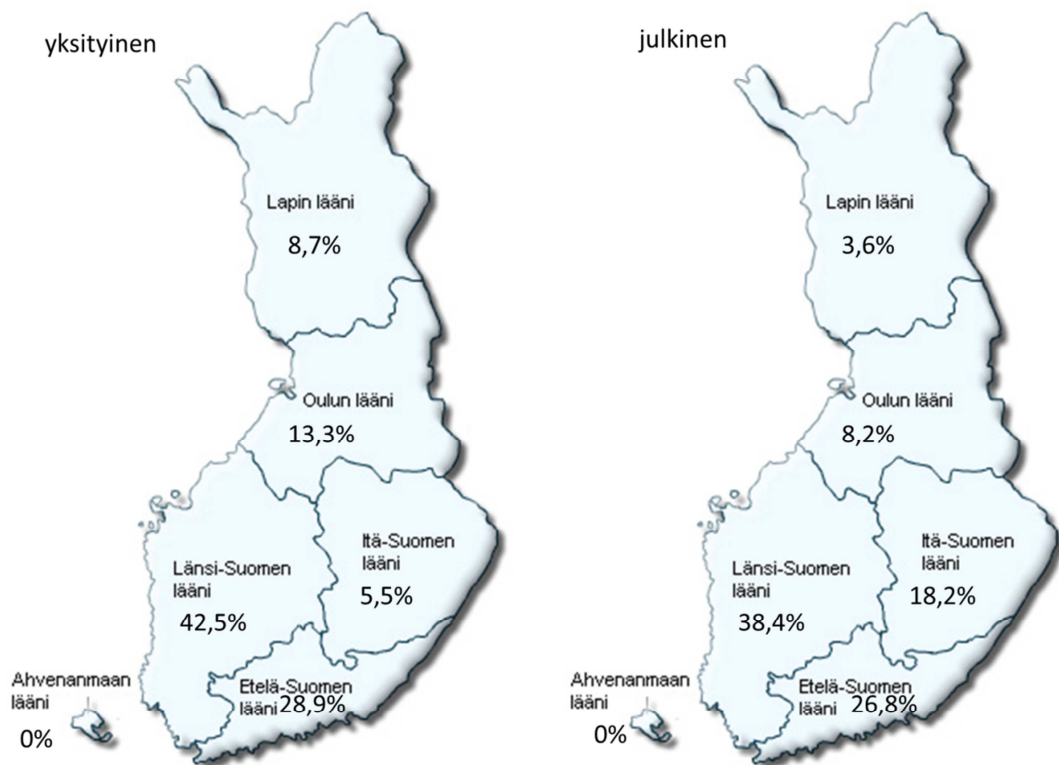 yksityinen
Lapin lääni
8,7%
Oulun lääni
13,3%
Itä-Suomen
lääni
5,5%
Länsi-Suomen
lääni
42,5%
Etelä-Suomen
lääni 28,9%
Ahvenanmaan
lääni
0%
julkinen
Lapin lääni
3,6%
Oulun lääni
8,2%
Itä-Suomen
lääni
18,2%
Länsi-Suomen
lääni
38,4%
Etelä-Suomen
lääni 26,8%
Ahvenanmaan
lääni
0%